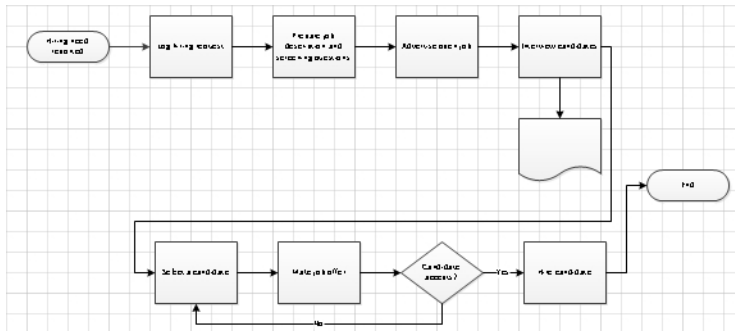 Hiring need
received
Log hiring request
Prepare job
description and
screening questions
Advertise open job
Interview candidates
End
Select a candidate
Make job offer
Candidate
accepts?
Yes
Hire candidate
No